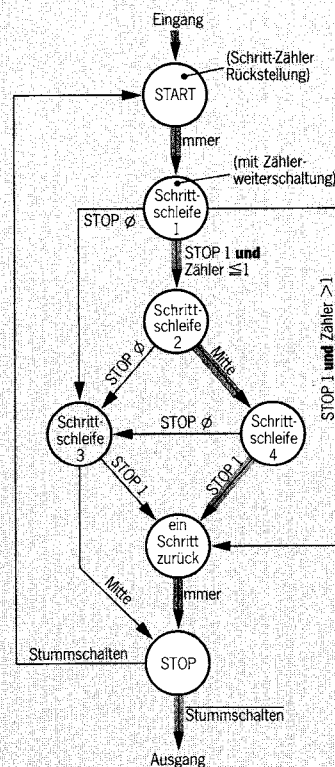 Eingang
(Schritt-Zähler
Rückstellung)
START
Immer
(mit Zähler-
weiterschaltung)
Schritt-
schleife
1
STOP ø
STOP 1 und
Zähler ≦1
STOP 1 und Zähler >1
Schritt-
schleife
2
STOP ø
Mitte
Schritt-
schleife
3
STOP ø
Schritt-
schleife
4
STOP 1
STOP 1
ein
Schritt
zurück
Mitte
Immer
Stummschalten
STOP
Stummschalten
Ausgang